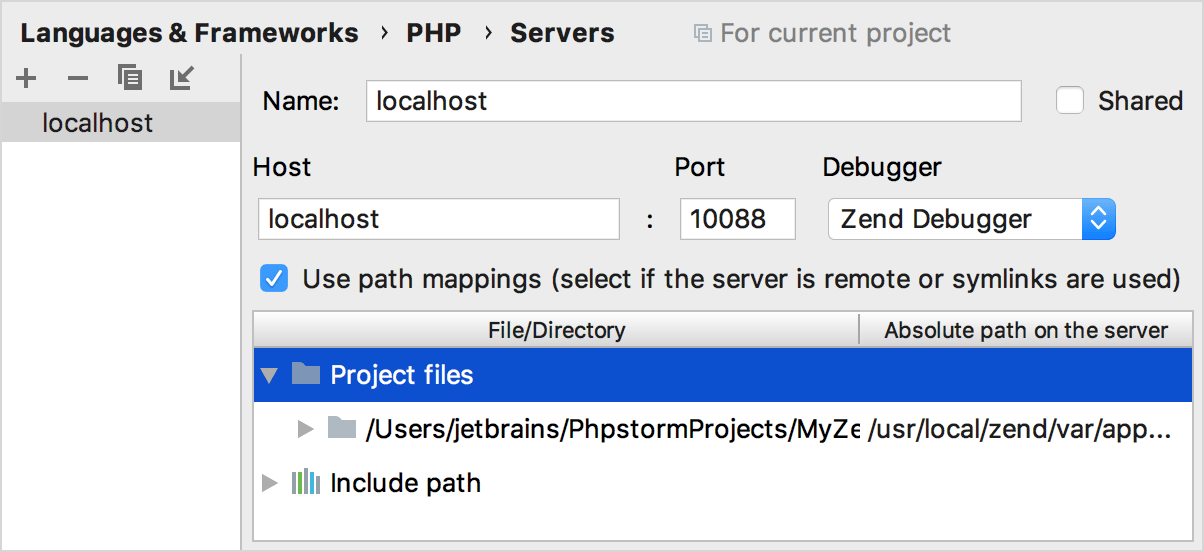 Languages & Frameworks › PHP › Servers For current project
localhost
Name: localhost Shared
Host Port Debugger
localhost : 10088 Zend Debugger
Use path mappings (select if the server is remote or symlinks are used)
File/Directory Absolute path on the server
Project files
/Users/jetbrains/PhpstormProjects/MyZe /usr/local/zend/var/app...
Include path